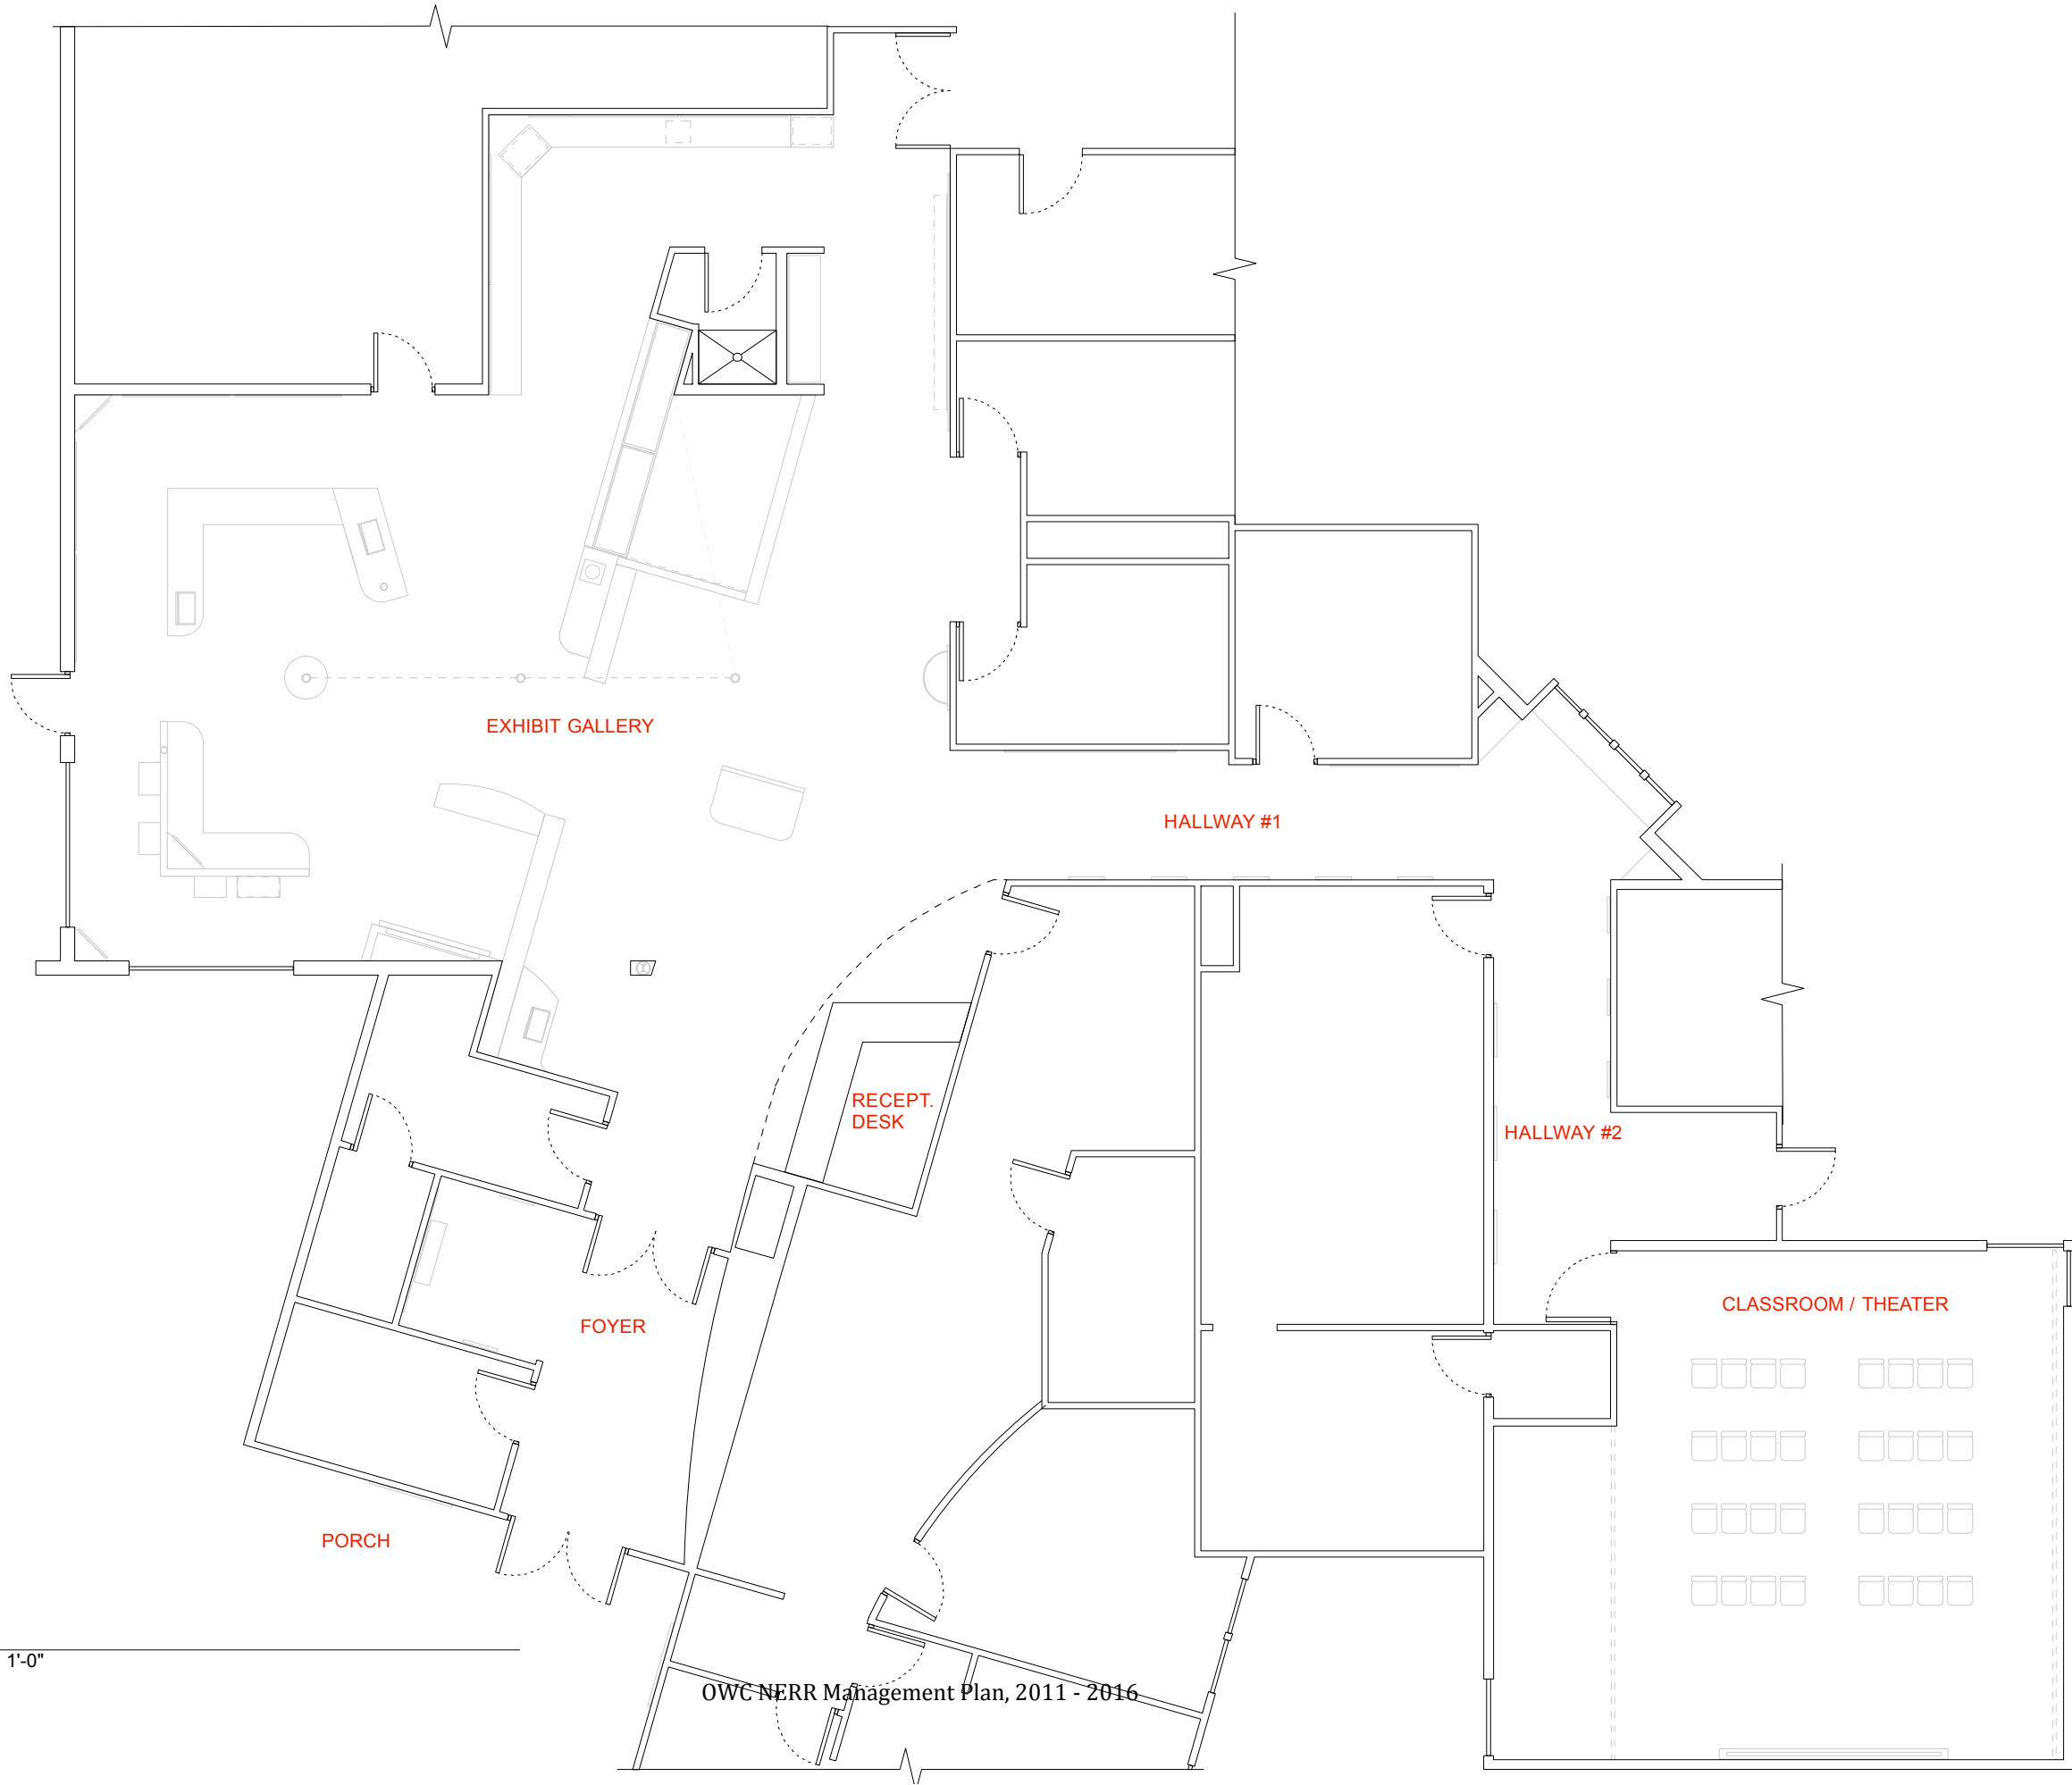 EXHIBIT GALLERY
HALLWAY #1
RECEPT.
DESK
HALLWAY #2
CLASSROOM / THEATER
FOYER
PORCH
1'-0"
OWC NERR Management Plan, 2011 - 2016